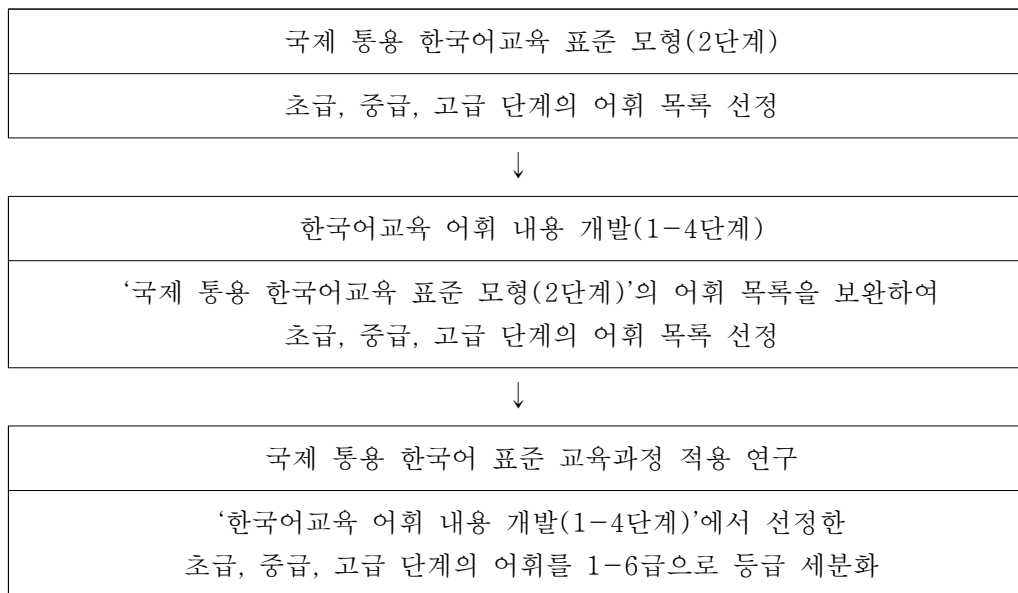 국제 통용 한국어교육 표준 모형(2단계)
초급, 중급, 고급 단계의 어휘 목록 선정
↓
한국어교육 어휘 내용 개발(1-4단계)
‘국제 통용 한국어교육 표준 모형(2단계)’의 어휘 목록을 보완하여
초급, 중급, 고급 단계의 어휘 목록 선정
↓
국제 통용 한국어 표준 교육과정 적용 연구
‘한국어교육 어휘 내용 개발(1-4단계)’에서 선정한
초급, 중급, 고급 단계의 어휘를 1-6급으로 등급 세분화